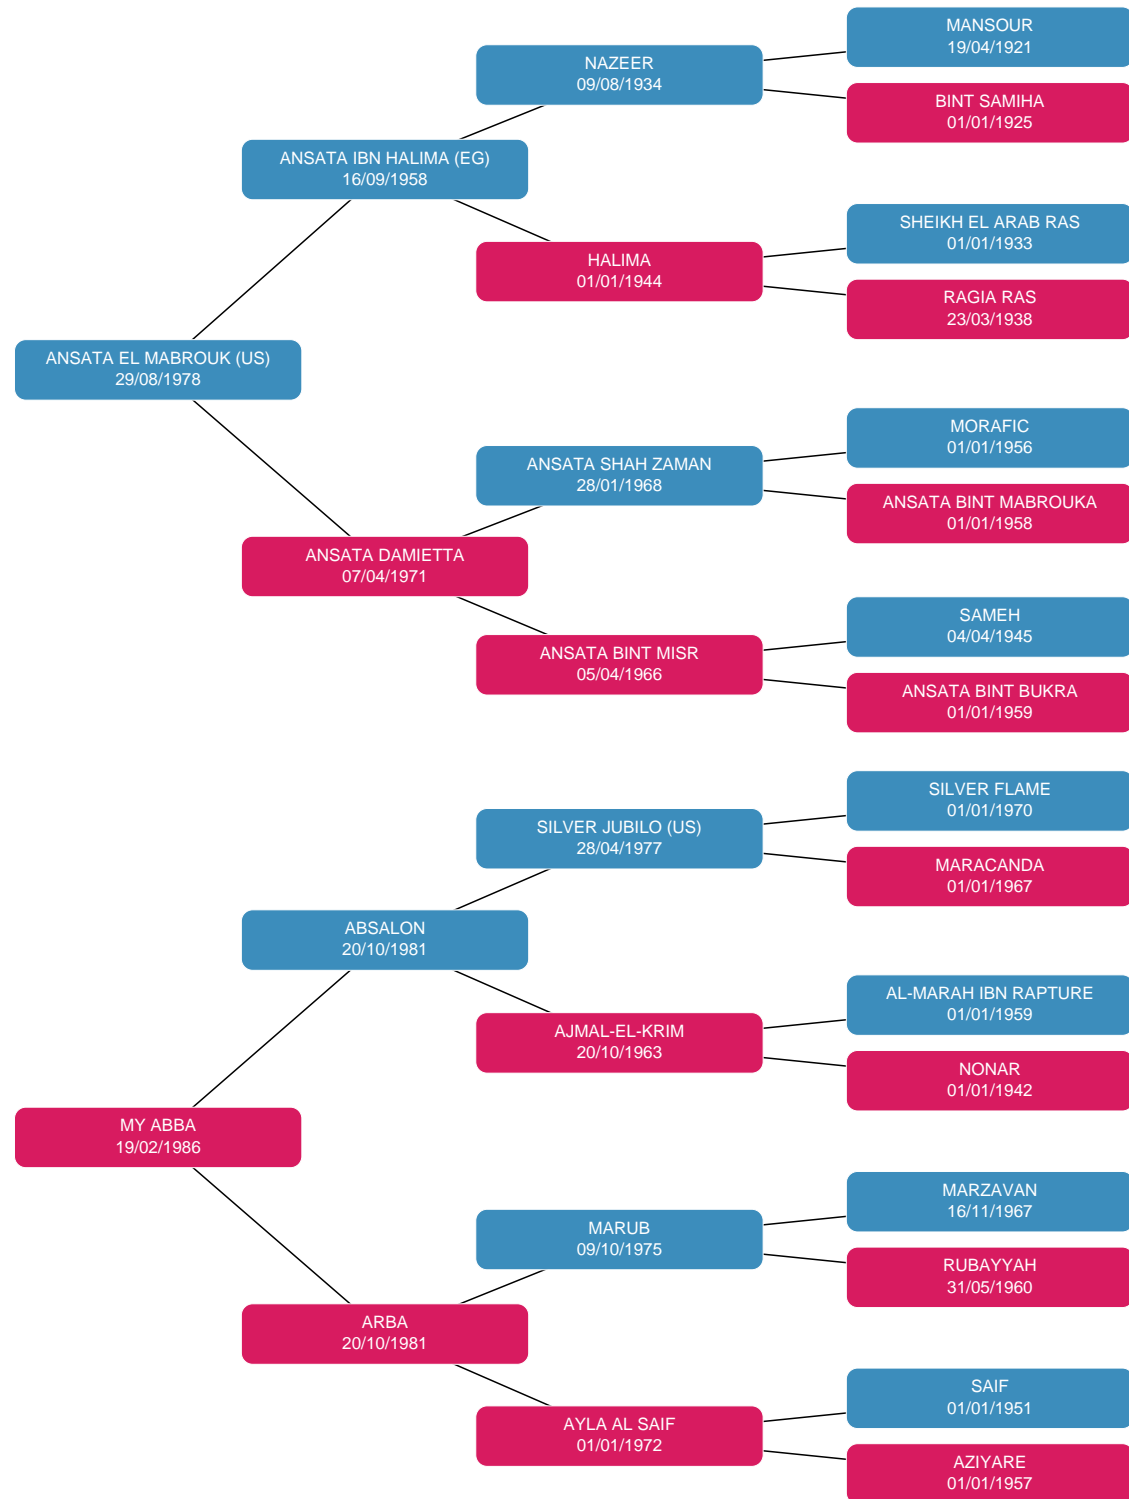 MANSOUR
19/04/1921
NAZEER
09/08/1934
BINT SAMIHA
01/01/1925
ANSATA IBN HALIMA (EG)
16/09/1958
SHEIKH EL ARAB RAS
01/01/1933
HALIMA
01/01/1944
RAGIA RAS
23/03/1938
ANSATA EL MABROUK (US)
29/08/1978
MORAFIC
01/01/1956
ANSATA SHAH ZAMAN
28/01/1968
ANSATA BINT MABROUKA
01/01/1958
ANSATA DAMIETTA
07/04/1971
SAMEH
04/04/1945
ANSATA BINT MISR
05/04/1966
ANSATA BINT BUKRA
01/01/1959
SILVER FLAME
01/01/1970
SILVER JUBILO (US)
28/04/1977
MARACANDA
01/01/1967
ABSALON
20/10/1981
AL-MARAH IBN RAPTURE
01/01/1959
AJMAL-EL-KRIM
20/10/1963
NONAR
01/01/1942
MY ABBA
19/02/1986
MARZAVAN
16/11/1967
MARUB
09/10/1975
RUBAYYAH
31/05/1960
ARBA
20/10/1981
SAIF
01/01/1951
AYLA AL SAIF
01/01/1972
AZIYARE
01/01/1957